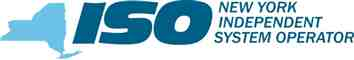 ISO
NEW YORK
INDEPENDENT
SYSTEM OPERATOR